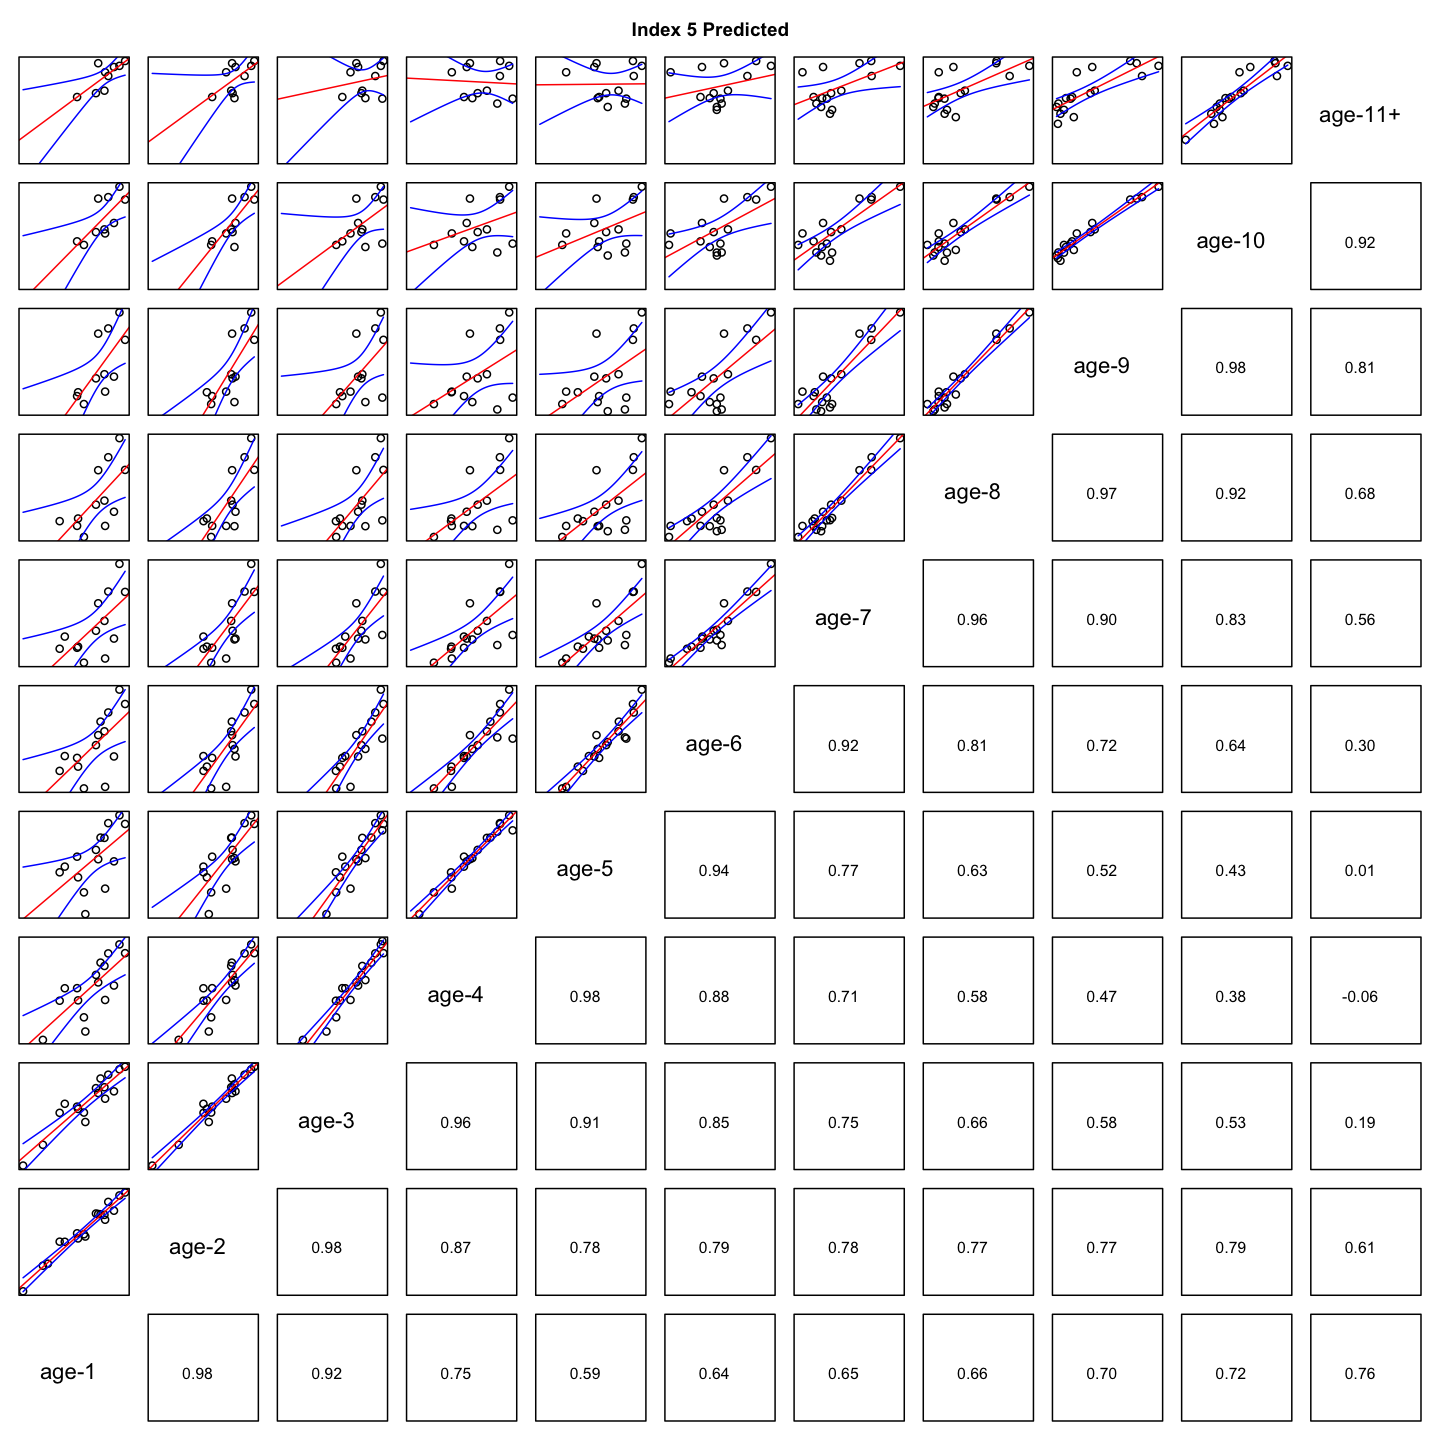 Index 5 Predicted
age-11+
age-10 0.92
age-9 0.98 0.81
age-8 0.97 0.92 0.68
age-7 0.96 0.90 0.83 0.56
age-6 0.92 0.81 0.72 0.64 0.30
age-5 0.94 0.77 0.63 0.52 0.43 0.01
age-4 0.98 0.88 0.71 0.58 0.47 0.38 -0.06
age-3 0.96 0.91 0.85 0.75 0.66 0.58 0.53 0.19
age-2 0.98 0.87 0.78 0.79 0.78 0.77 0.77 0.79 0.61
age-1 0.98 0.92 0.75 0.59 0.64 0.65 0.66 0.70 0.72 0.76